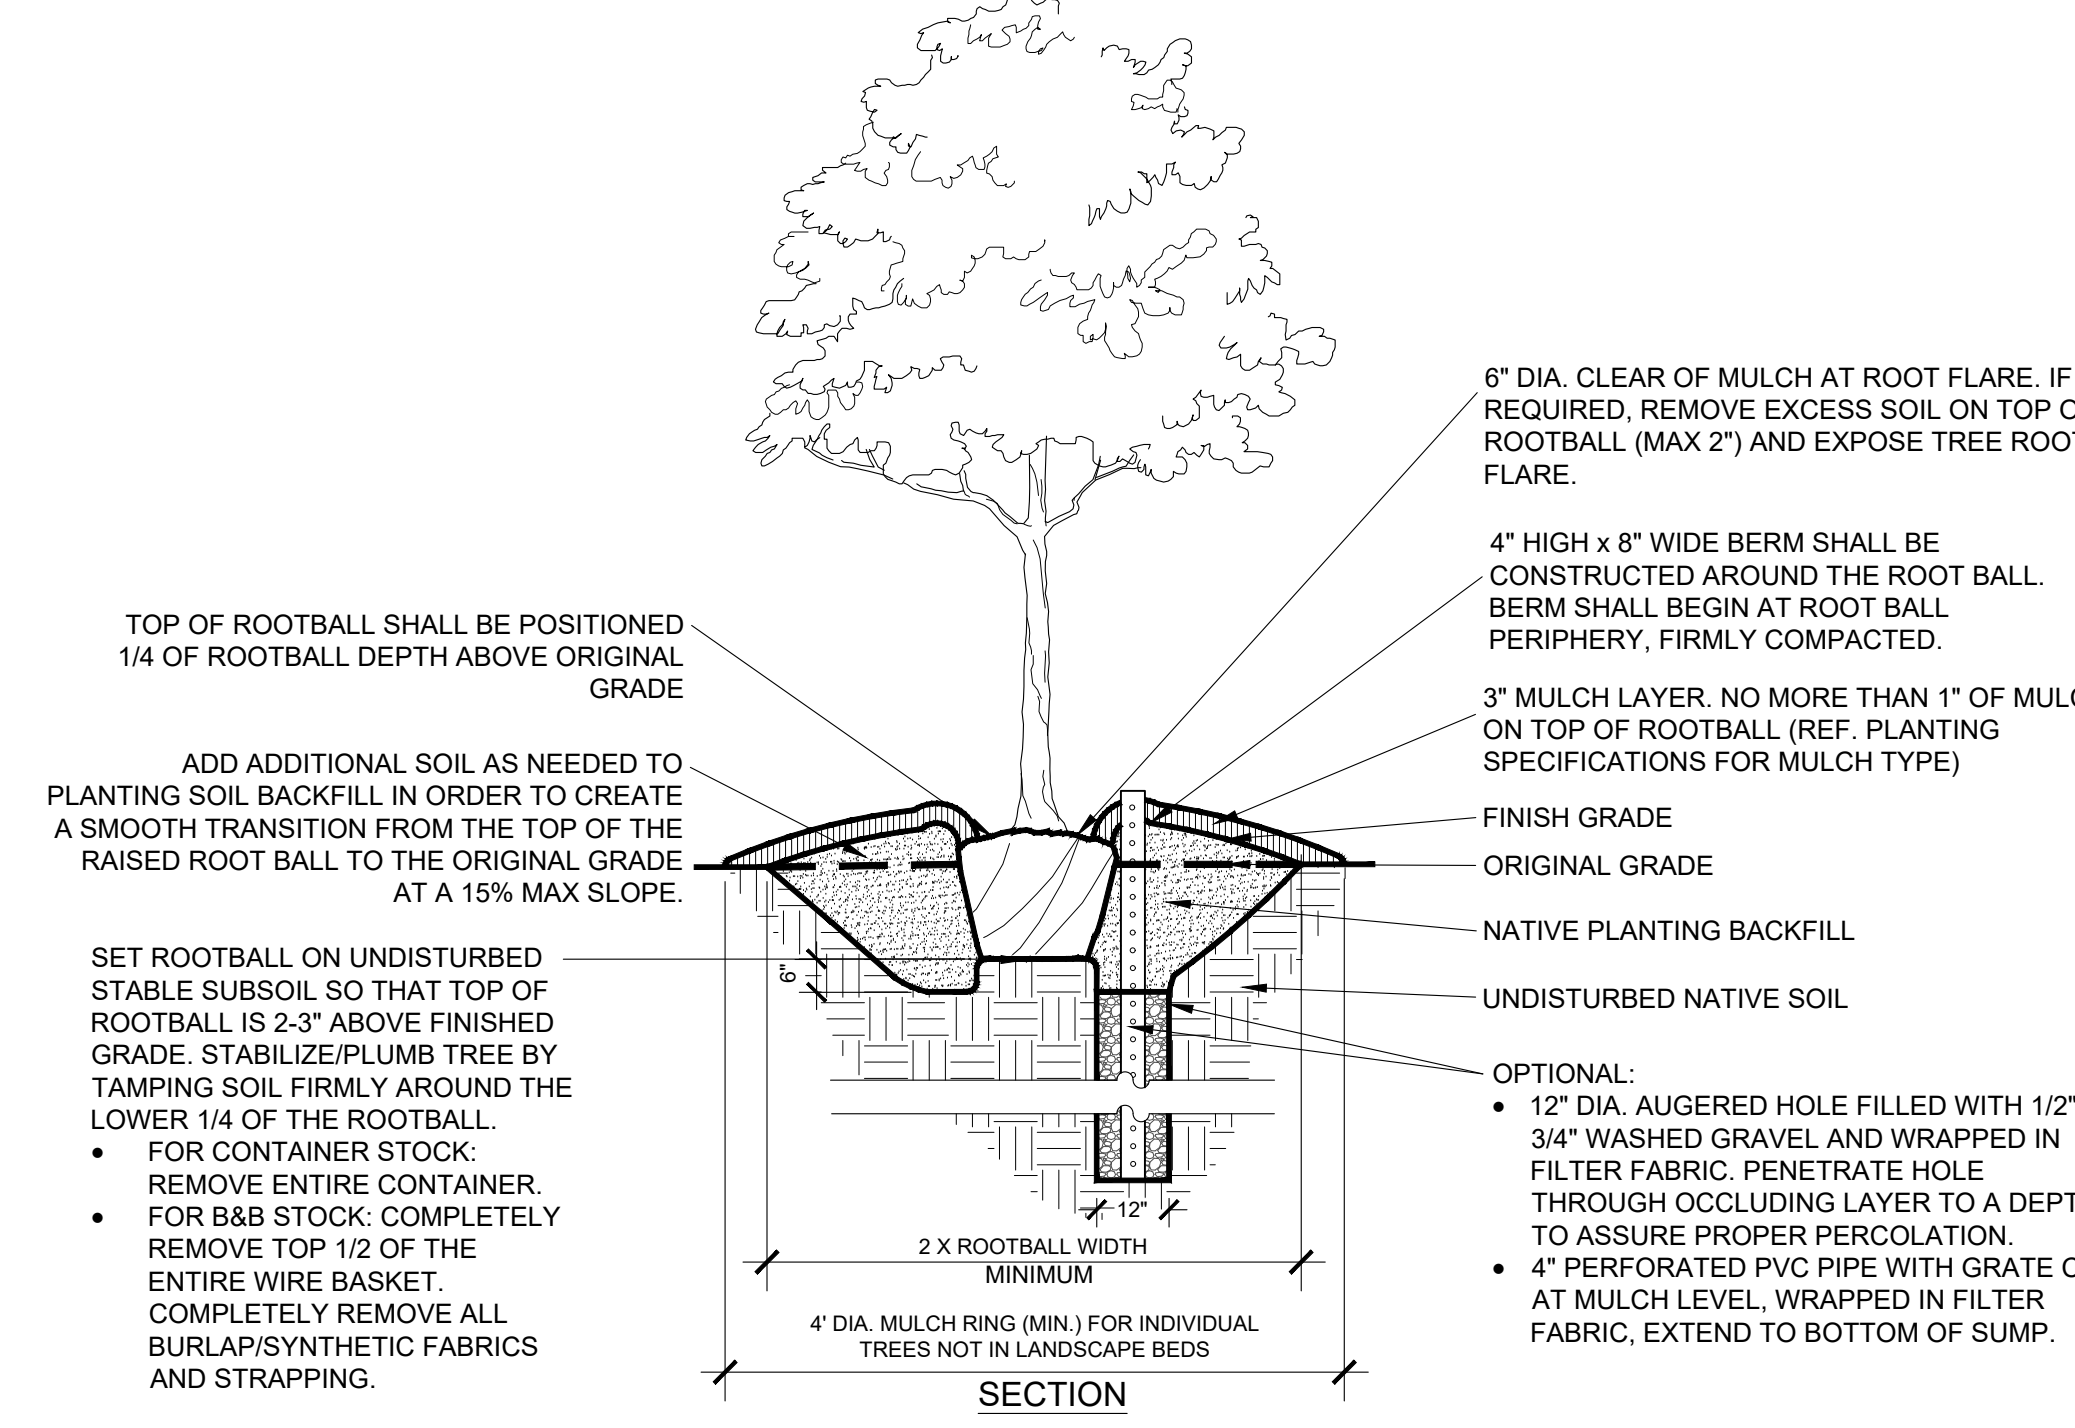 TOP OF ROOTBALL SHALL BE POSITIONED
1/4 OF ROOTBALL DEPTH ABOVE ORIGINAL
GRADE
ADD ADDITIONAL SOIL AS NEEDED TO
PLANTING SOIL BACKFILL IN ORDER TO CREATE
A SMOOTH TRANSITION FROM THE TOP OF THE
RAISED ROOT BALL TO THE ORIGINAL GRADE
AT A 15% MAX SLOPE.
SET ROOTBALL ON UNDISTURBED
STABLE SUBSOIL SO THAT TOP OF
ROOTBALL IS 2-3" ABOVE FINISHED
GRADE. STABILIZE/PLUMB TREE BY
TAMPING SOIL FIRMLY AROUND THE
LOWER 1/4 OF THE ROOTBALL.
• FOR CONTAINER STOCK:
REMOVE ENTIRE CONTAINER.
• FOR B&B STOCK: COMPLETELY
REMOVE TOP 1/2 OF THE
ENTIRE WIRE BASKET.
COMPLETELY REMOVE ALL
BURLAP/SYNTHETIC FABRICS
AND STRAPPING.
6"
12"
2 X ROOTBALL WIDTH
MINIMUM
4' DIA. MULCH RING (MIN.) FOR INDIVIDUAL
TREES NOT IN LANDSCAPE BEDS
SECTION
6" DIA. CLEAR OF MULCH AT ROOT FLARE. IF
REQUIRED, REMOVE EXCESS SOIL ON TOP
ROOTBALL (MAX 2") AND EXPOSE TREE
FLARE.
4" HIGH x 8" WIDE BERM SHALL BE
CONSTRUCTED AROUND THE ROOT BALL.
BERM SHALL BEGIN AT ROOT BALL
PERIPHERY, FIRMLY COMPACTED.
3" MULCH LAYER. NO MORE THAN 1" OF
ON TOP OF ROOTBALL (REF. PLANTING
SPECIFICATIONS FOR MULCH TYPE)
FINISH GRADE
ORIGINAL GRADE
NATIVE PLANTING BACKFILL
UNDISTURBED NATIVE SOIL
OPTIONAL:
• 12" DIA. AUGERED HOLE FILLED WITH 1/2"
3/4" WASHED GRAVEL AND WRAPPED IN
FILTER FABRIC. PENETRATE HOLE
THROUGH OCCLUDING LAYER TO A
TO ASSURE PROPER PERCOLATION.
• 4" PERFORATED PVC PIPE WITH GRATE
AT MULCH LEVEL, WRAPPED IN FILTER
FABRIC, EXTEND TO BOTTOM OF SUMP.